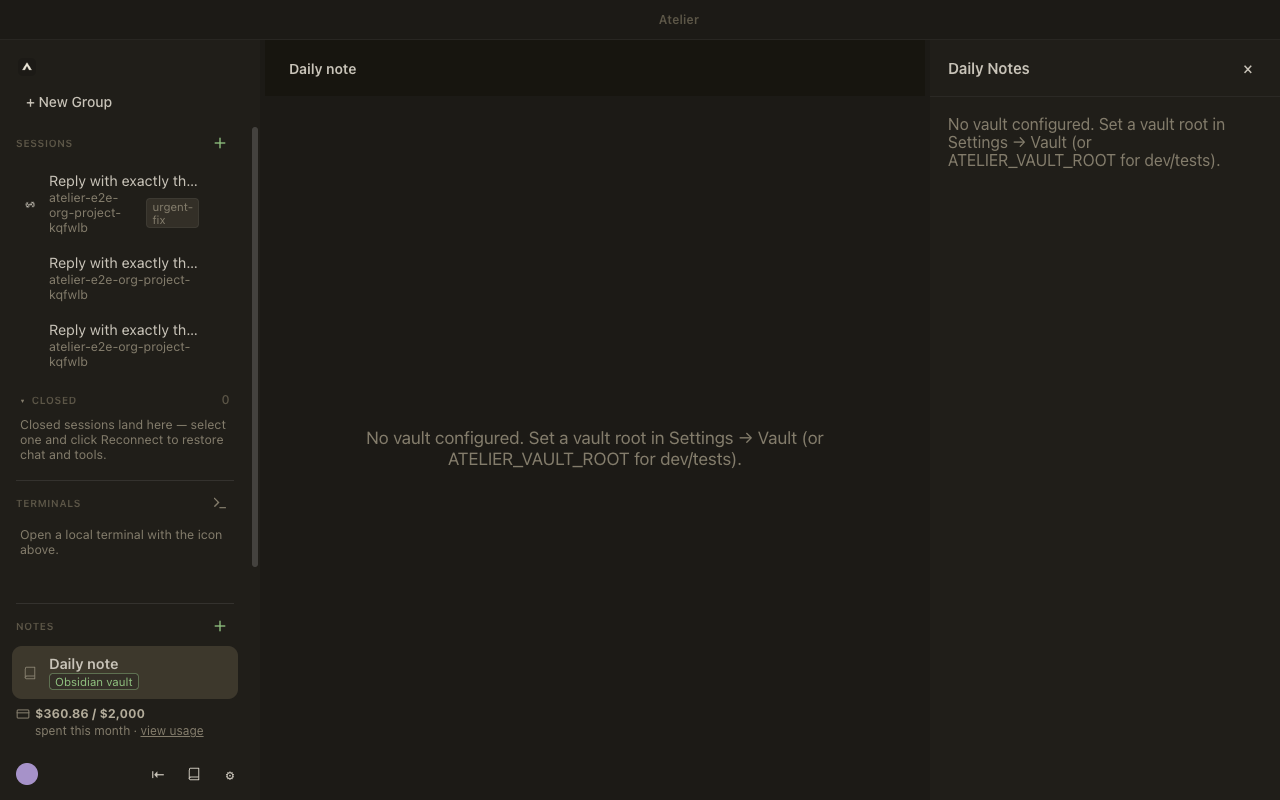 Atelier
+ New Group
SESSIONS
Reply with exactly th...
atelier-e2e-
org-project-
kqfwlb
urgent-
fix
Reply with exactly th...
atelier-e2e-org-project-
kqfwlb
Reply with exactly th...
atelier-e2e-org-project-
kqfwlb
CLOSED
0
Closed sessions land here — select
one and click Reconnect to restore
chat and tools.
TERMINALS
Open a local terminal with the icon
above.
NOTES
Daily note
Obsidian vault
$360.86 / $2,000
spent this month · view usage
Daily note
No vault configured. Set a vault root in Settings → Vault (or
ATELIER_VAULT_ROOT for dev/tests).
Daily Notes
No vault configured. Set a vault root in
Settings → Vault (or
ATELIER_VAULT_ROOT for dev/tests).